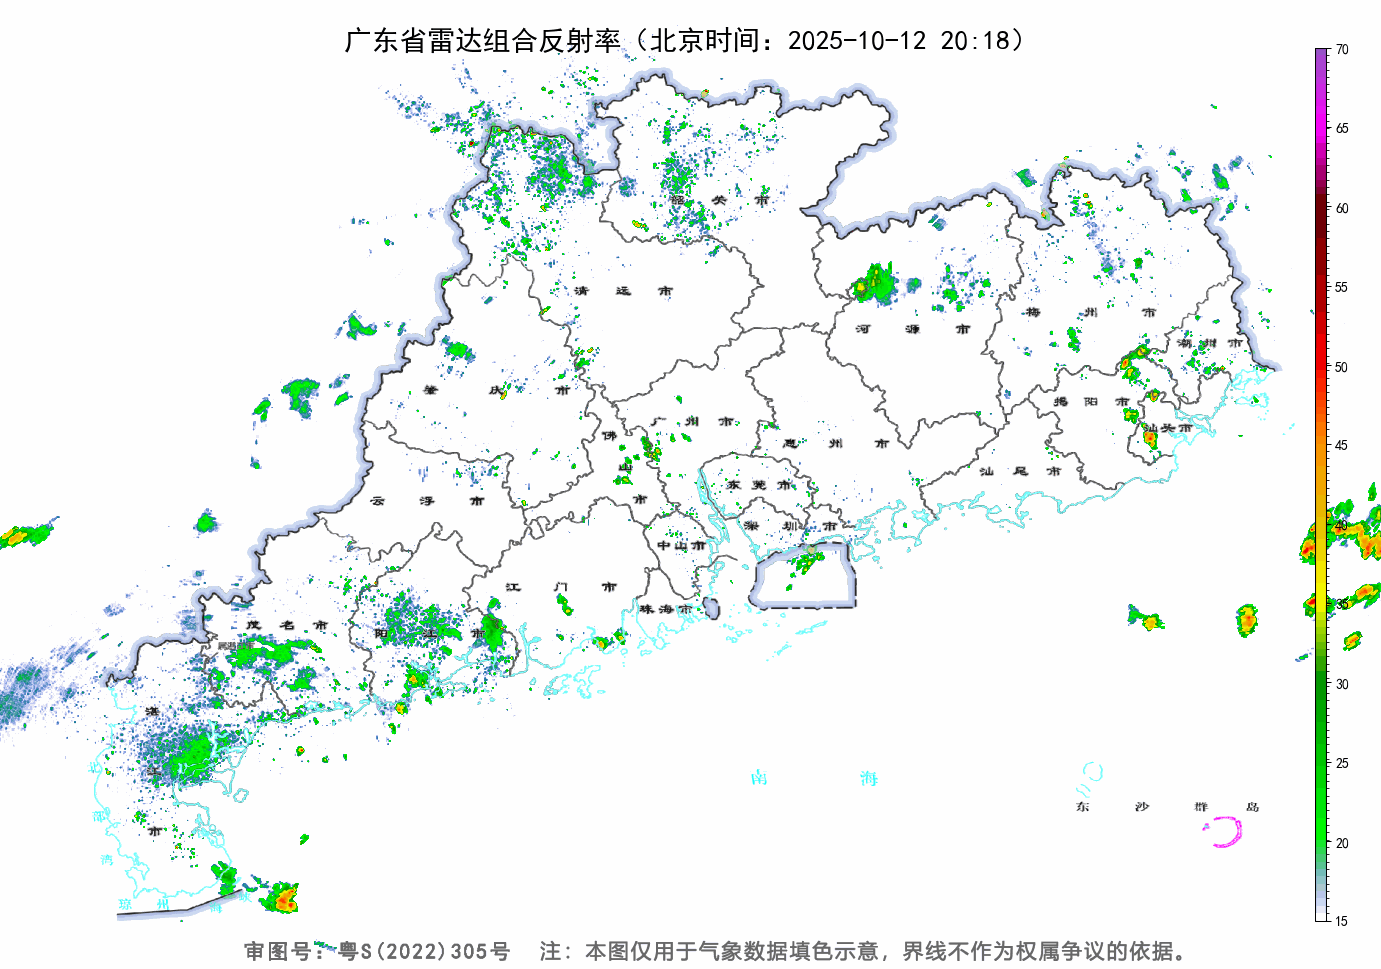 广东省雷达组合反射率（北京时间：2025-10-12 20:18）
70
65
60
55
50
45
40
35
30
25
20
15
韶 关 市
清 远 市
河 源 市
梅 州 市
潮 州 市
肇 庆 市
揭 阳 市
广 州 市
汕头市
佛 山 市
惠 州 市
汕 尾 市
云 浮 市
东 莞 市
深 圳 市
中山市
江 门 市
珠海市
茂 名 市
阳 江 市
湛 江 市
南 海
东 沙 群 岛
北 部 湾
琼 州 海 峡
审图号：粤S(2022)305号 注：本图仅用于气象数据填色示意，界线不作为权属争议的依据。